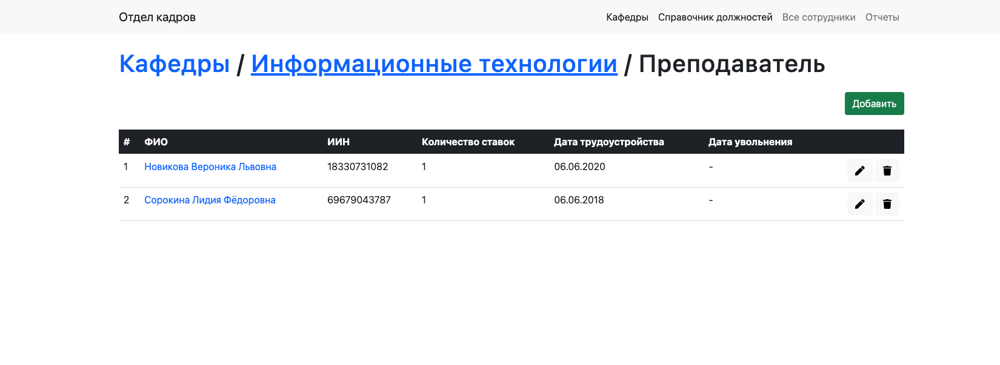 Отдел кадров Кафедры Справочник должностей Все сотрудники Отчеты
Кафедры / Информационные технологии / Преподаватель
Добавить
# ФИО ИИН Количество ставок Дата трудоустройства Дата увольнения
1 Новикова Вероника Львовна 18330731082 1 06.06.2020 -
2 Сорокина Лидия Фёдоровна 69679043787 1 06.06.2018 -